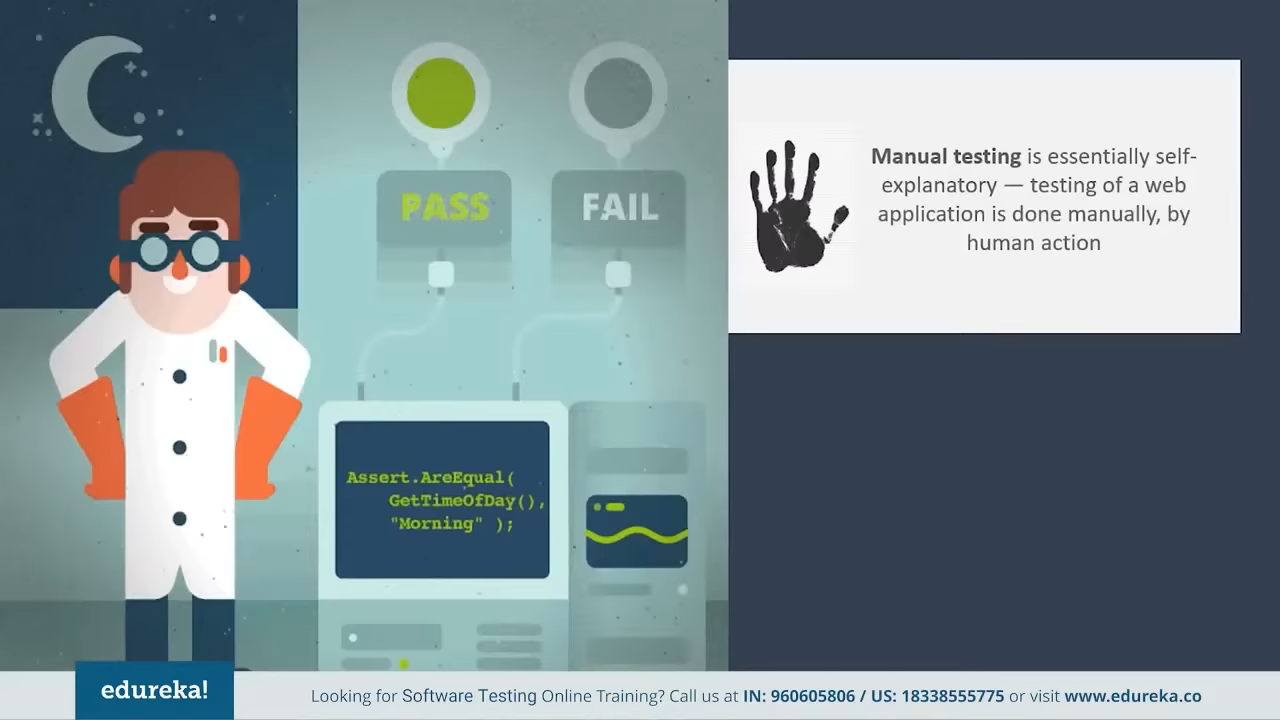 PASS
FAIL
Manual testing is essentially self-
explanatory — testing of a web
application is done manually, by
human action
Assert.AreEqual(
GetTimeOfDay(),
"Morning" );
edureka!
Looking for Software Testing Online Training? Call us at IN: 960605806 / US: 18338555775 or visit www.edureka.co